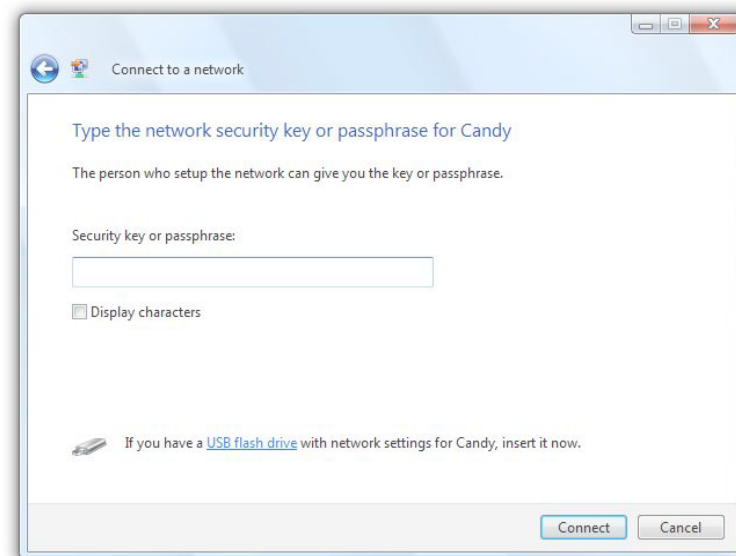 Connect to a network
Type the network security key or passphrase for Candy
The person who setup the network can give you the key or passphrase.
Security key or passphrase:
Display characters
If you have a USB flash drive with network settings for Candy, insert it now.
Connect
Cancel